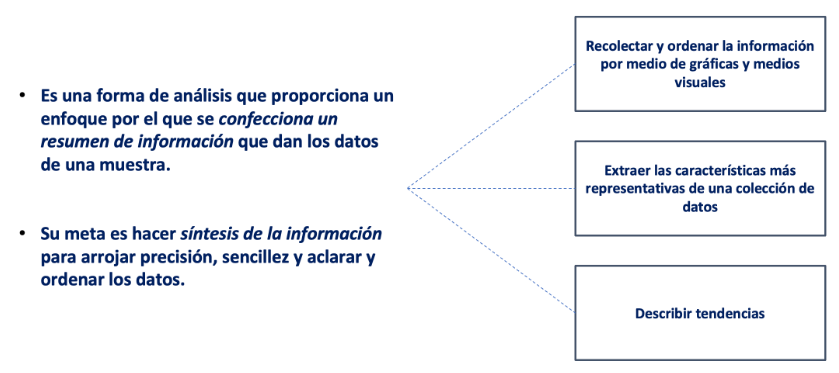 • Es una forma de análisis que proporciona un
enfoque por el que se confecciona un
resumen de información que dan los datos
de una muestra.
• Su meta es hacer síntesis de la información
para arrojar precisión, sencillez y aclarar y
ordenar los datos.
Recolectar y ordenar la información
por medio de gráficas y medios
visuales
Extraer las características más
representativas de una colección de
datos
Describir tendencias